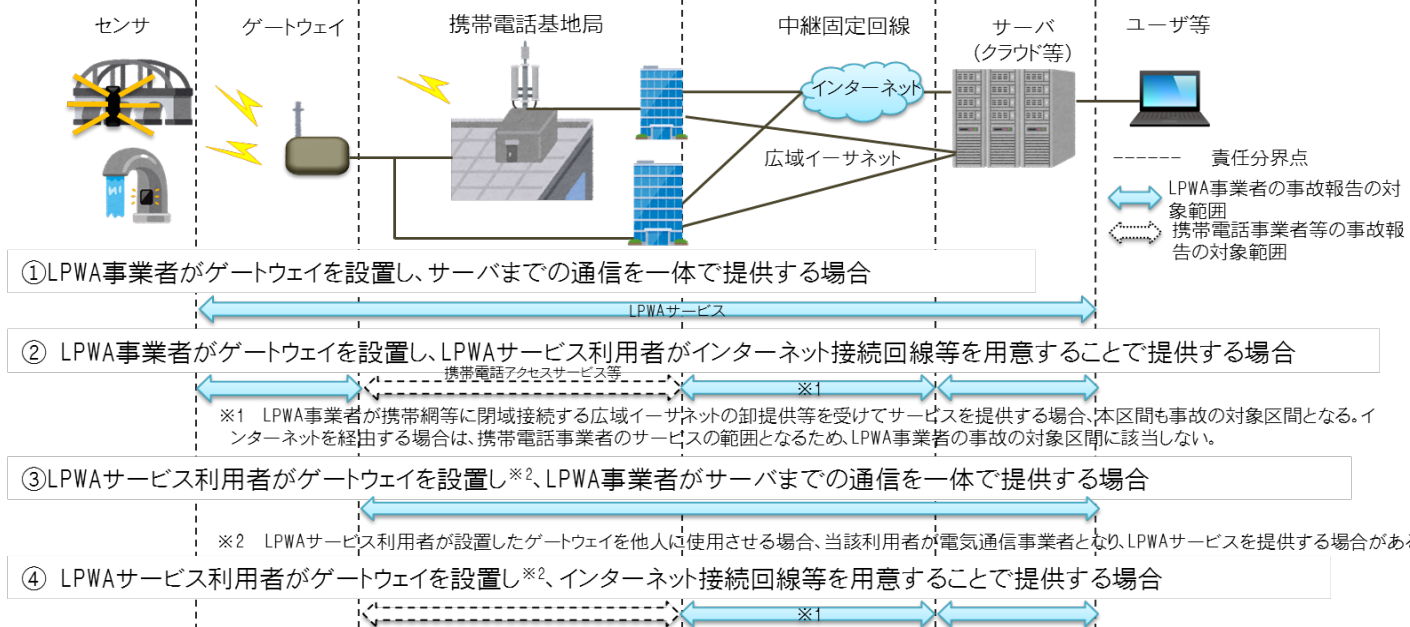 センサ
ゲートウェイ
携帯電話基地局
中継固定回線
サーバ
(クラウド等)
ユーザ等
インターネット
広域イーサネット
------ 責任分界点
LPWA事業者の事故報告の対
象範囲
携帯電話事業者等の事故報
告の対象範囲
①LPWA事業者がゲートウェイを設置し、サーバまでの通信を一体で提供する場合
LPWAサービス
② LPWA事業者がゲートウェイを設置し、LPWAサービス利用者がインターネット接続回線等を用意することで提供する場合
携帯電話アクセスサービス等
※1
※1 LPWA事業者が携帯網等に閉域接続する広域イーサネットの卸提供等を受けてサービスを提供する場合、本区間も事故の対象区間となる。イ
ンターネットを経由する場合は、携帯電話事業者のサービスの範囲となるため、LPWA事業者の事故の対象区間に該当しない。
③LPWAサービス利用者がゲートウェイを設置し※2、LPWA事業者がサーバまでの通信を一体で提供する場合
※2 LPWAサービス利用者が設置したゲートウェイを他人に使用させる場合、当該利用者が電気通信事業者となり、LPWAサービスを提供する場合がある
④ LPWAサービス利用者がゲートウェイを設置し※2、インターネット接続回線等を用意することで提供する場合
※1